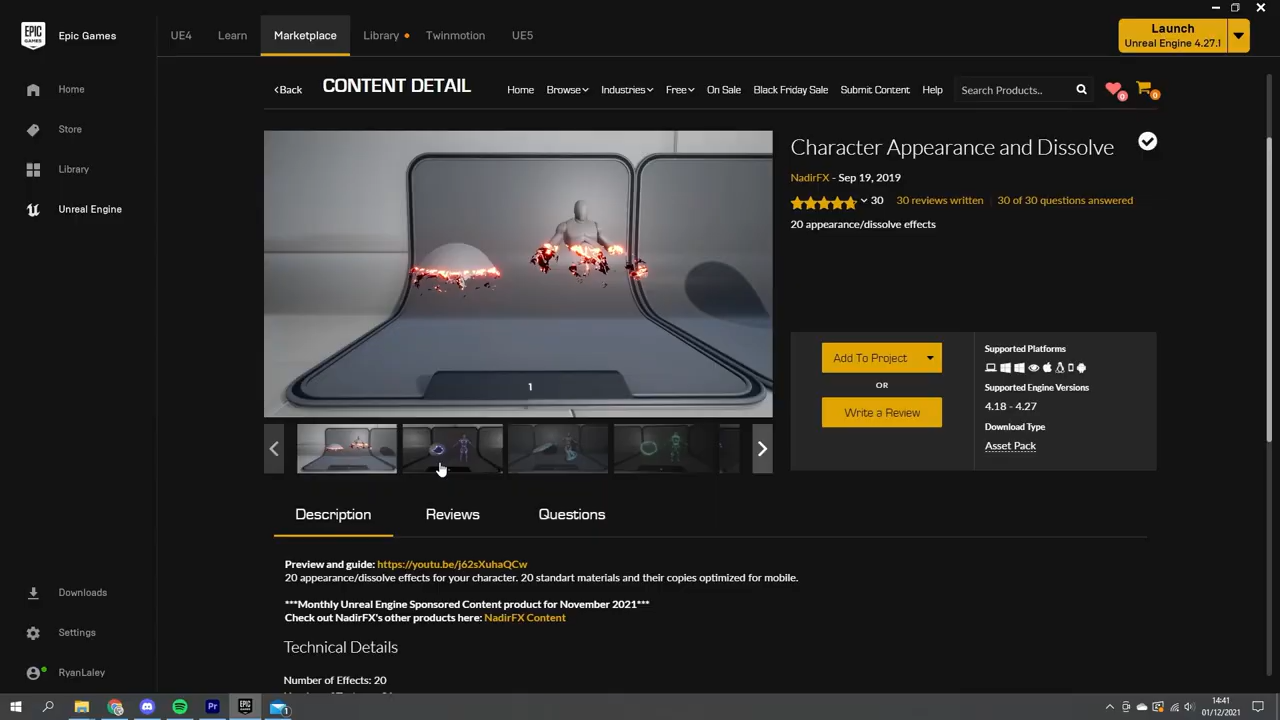 EPIC GAMES
Epic Games
UE4
Learn
Marketplace
Library
Twinmotion
UE5
Launch
Unreal Engine 4.27.1
Home
Store
Library
Unreal Engine
Downloads
Settings
RyanLaley
Back
CONTENT DETAIL
Home
Browse
Industries
Free
On Sale
Black Friday Sale
Submit Content
Help
Search Products..
0
0
1
Character Appearance and Dissolve
NadirFX - Sep 19, 2019
30
30 reviews written
30 of 30 questions answered
20 appearance/dissolve effects
Add To Project
OR
Write a Review
Supported Platforms
Supported Engine Versions
4.18 - 4.27
Download Type
Asset Pack
Description
Reviews
Questions
Preview and guide: https://youtu.be/j62sXuhaQCw
20 appearance/dissolve effects for your character. 20 standart materials and their copies optimized for mobile.
***Monthly Unreal Engine Sponsored Content product for November 2021***
Check out NadirFX's other products here: NadirFX Content
Technical Details
Number of Effects: 20
Pr
EPIC
1
14:41
01/12/2021